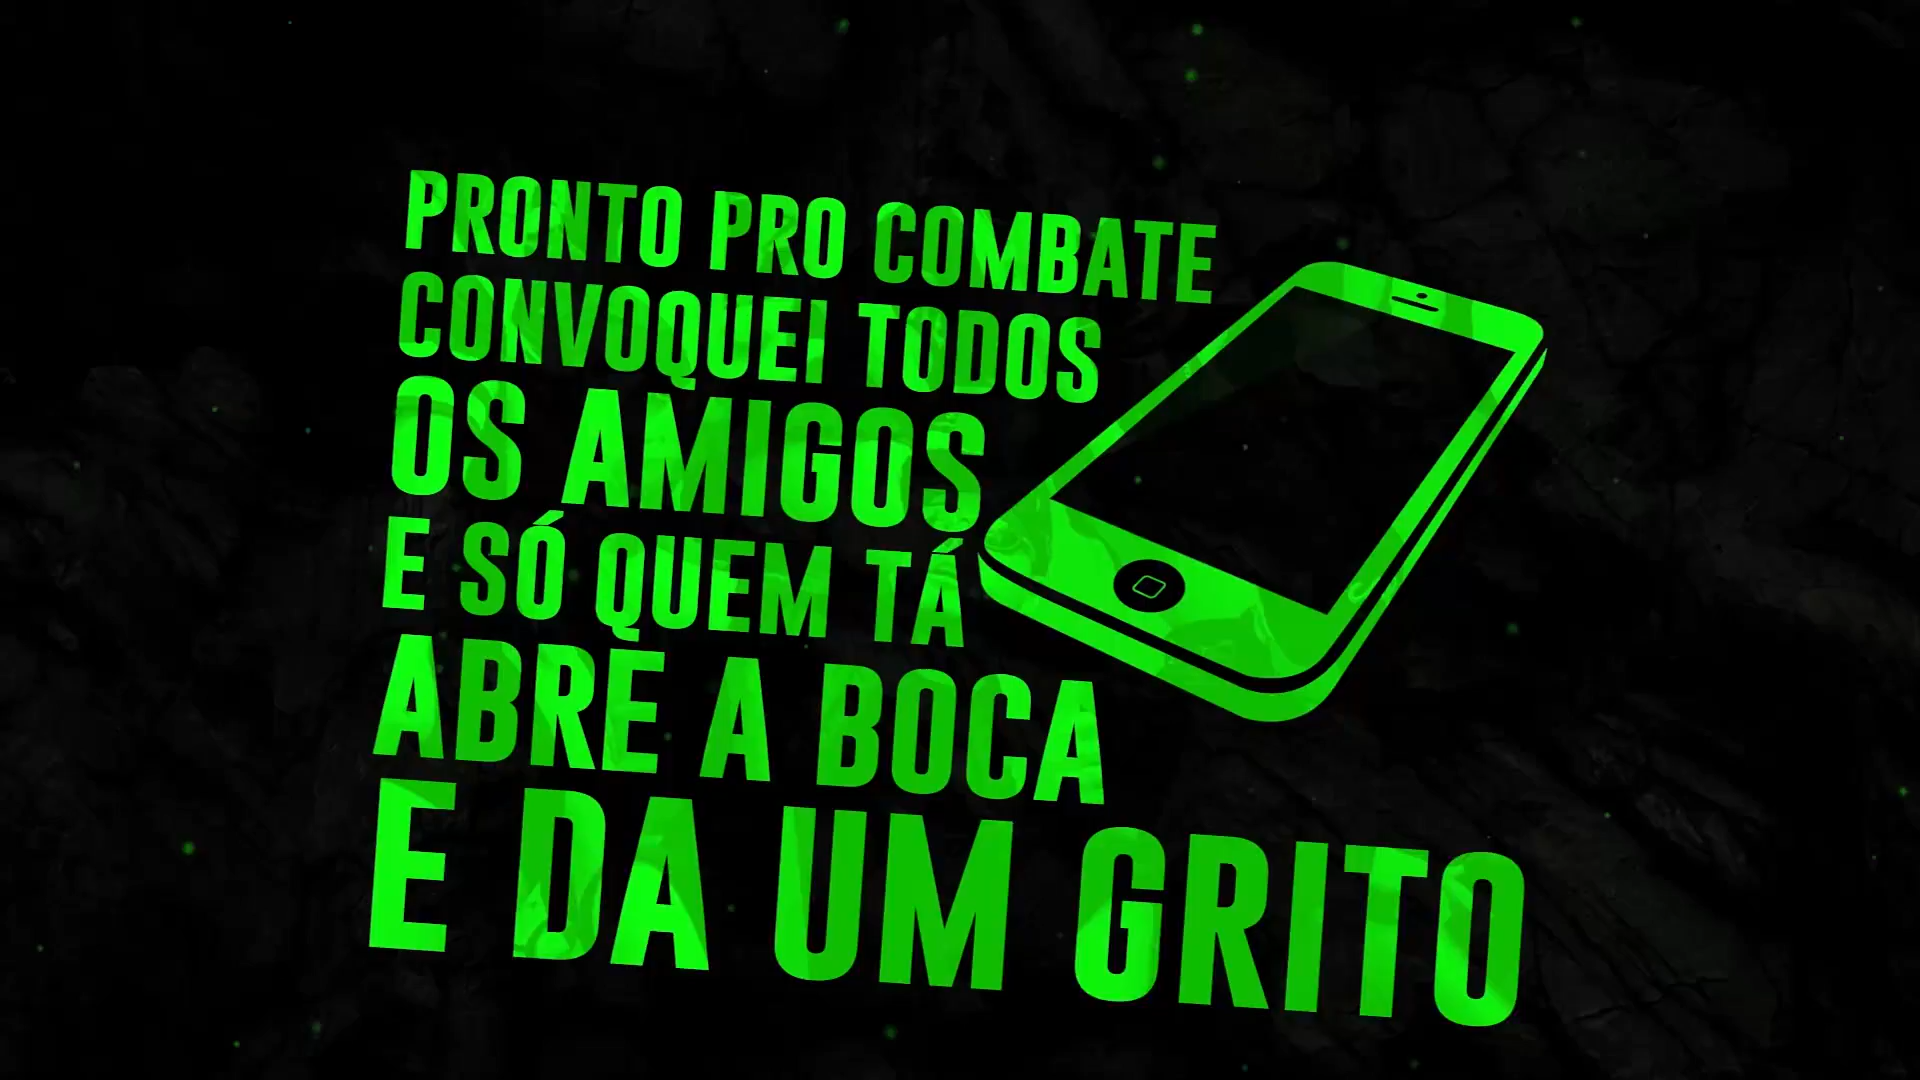 PRONTO PRO COMBATE
CONVOQUEI TODOS
OS AMIGOS
E SÓ QUEM TÁ
ABRE A BOCA
E DA UM GRITO